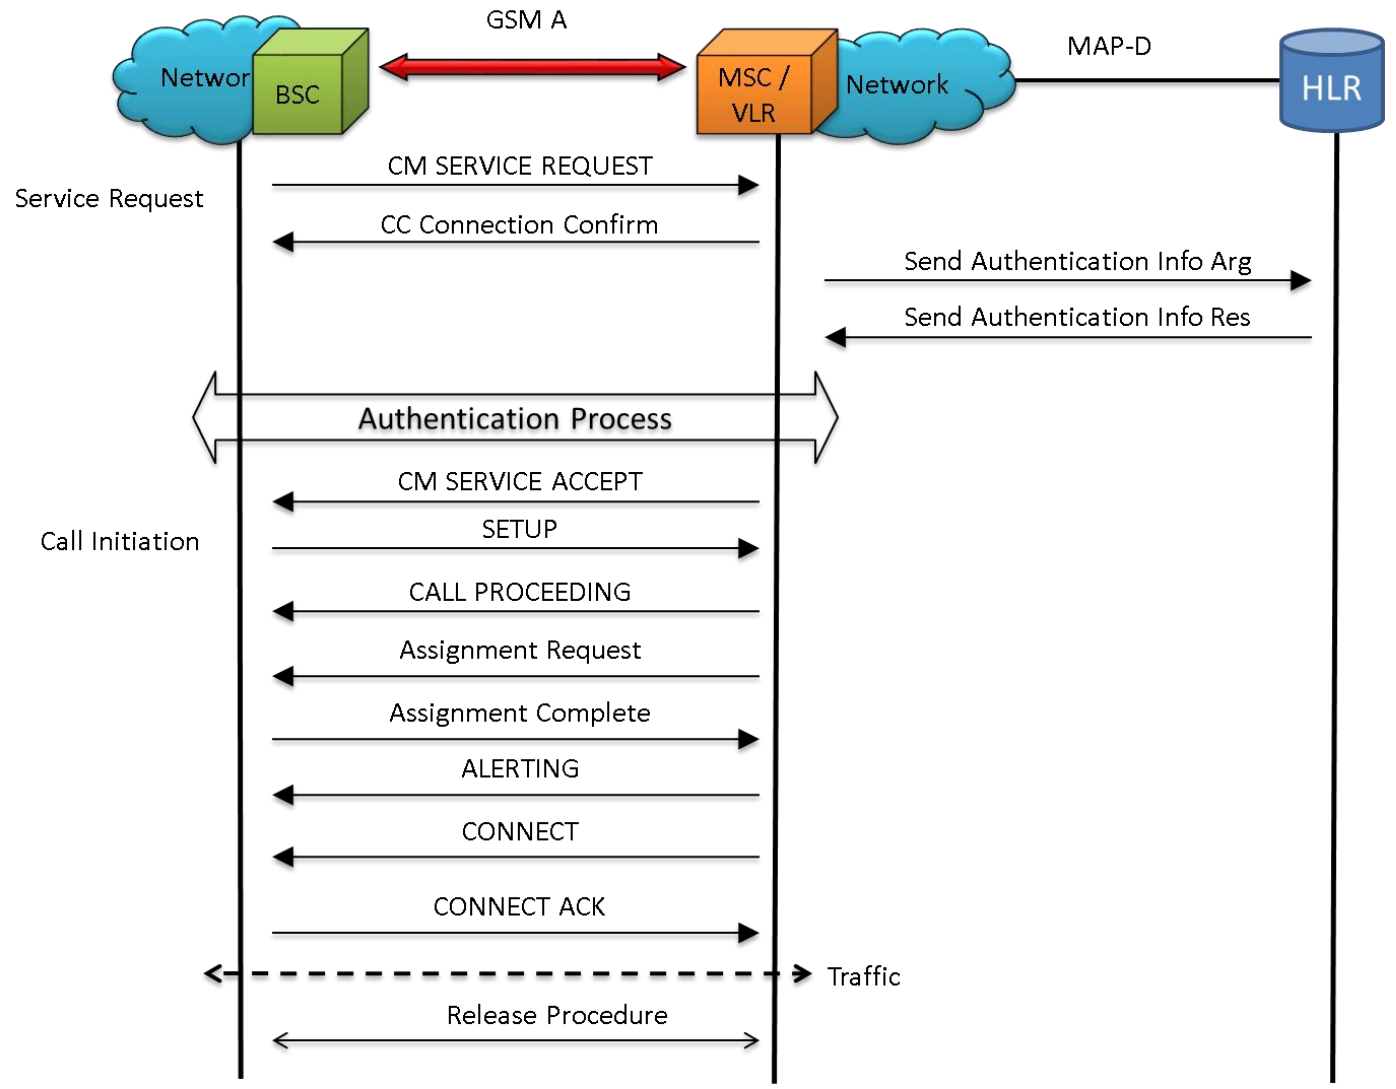 GSM A
MAP-D
Networ
BSC
MSC /
VLR
Network
HLR
CM SERVICE REQUEST
Service Request
CC Connection Confirm
Send Authentication Info Arg
Send Authentication Info Res
Authentication Process
CM SERVICE ACCEPT
SETUP
Call Initiation
CALL PROCEEDING
Assignment Request
Assignment Complete
ALERTING
CONNECT
CONNECT ACK
Traffic
Release Procedure